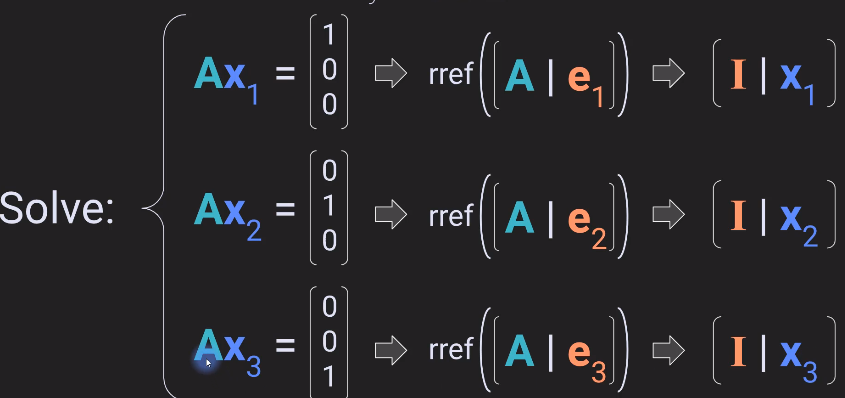 Ax₁ = [1 0 0] ⇨ rref([A | e₁]) ⇨ [I | x₁]
Solve: Ax₂ = [0 1 0] ⇨ rref([A | e₂]) ⇨ [I | x₂]
Ax₃ = [0 0 1] ⇨ rref([A | e₃]) ⇨ [I | x₃]